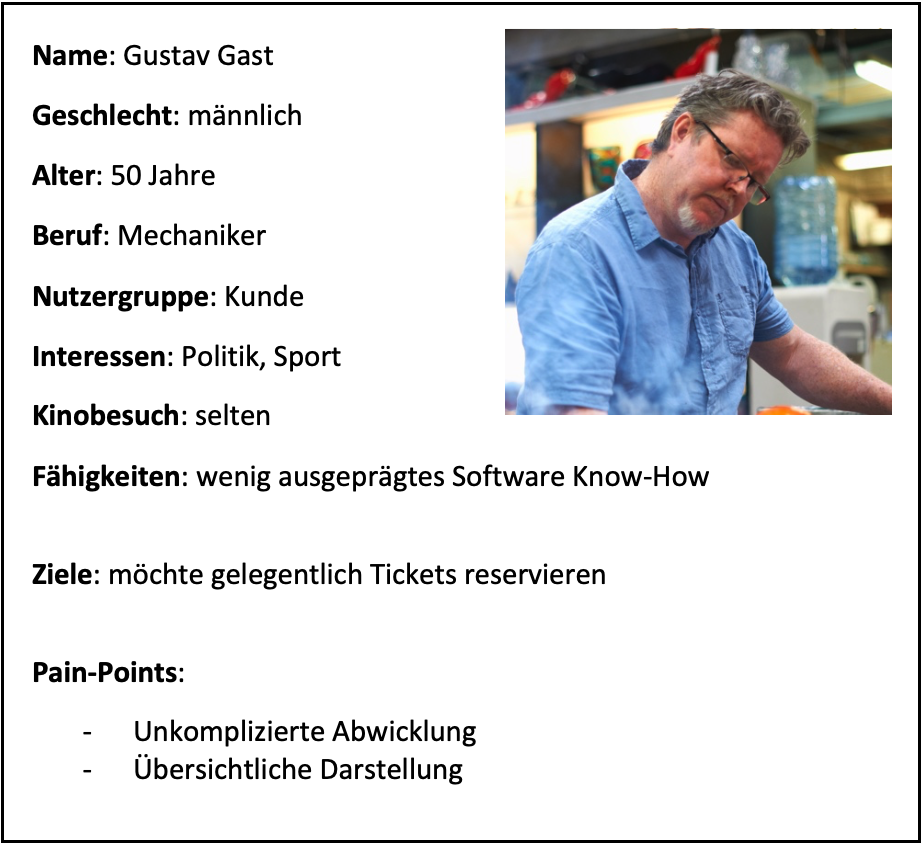 Name: Gustav Gast
Geschlecht: männlich
Alter: 50 Jahre
Beruf: Mechaniker
Nutzergruppe: Kunde
Interessen: Politik, Sport
Kinobesuch: selten
Fähigkeiten: wenig ausgeprägtes Software Know-How
Ziele: möchte gelegentlich Tickets reservieren
Pain-Points:
- Unkomplizierte Abwicklung
- Übersichtliche Darstellung